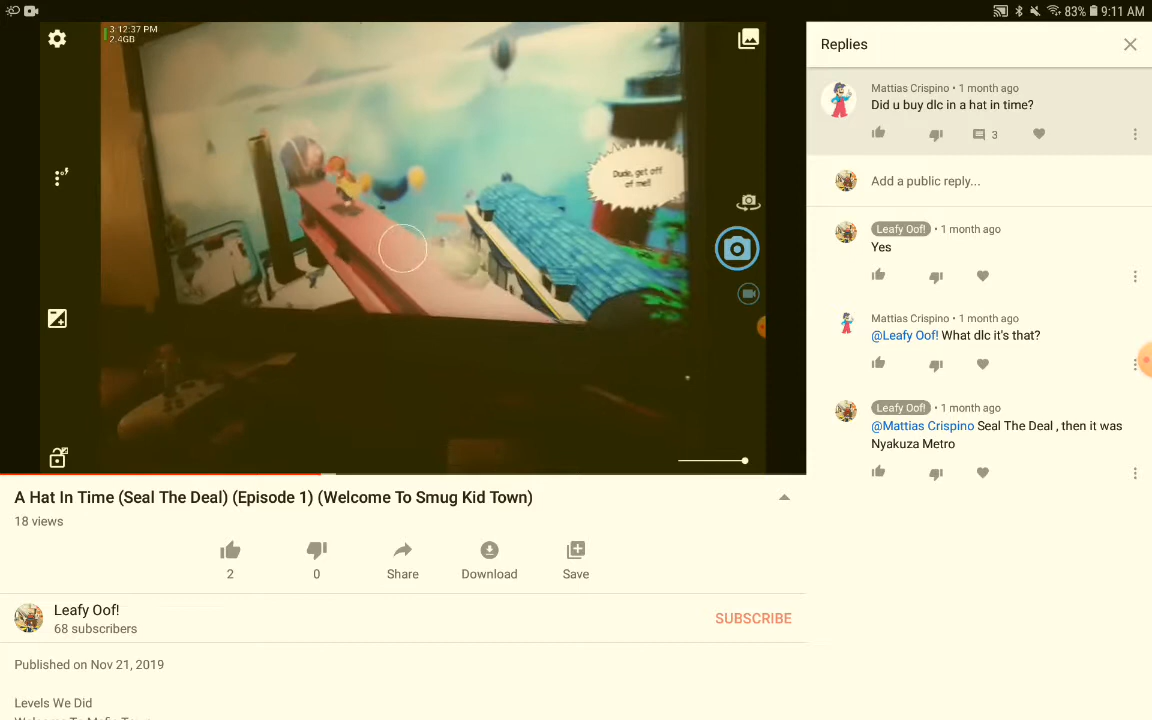 83% 9:11 AM
3:12:37 PM
2.4GB
Dude, get off
of me!!
Replies
Mattias Crispino • 1 month ago
Did u buy dlc in a hat in time?
3
Add a public reply...
Leafy Oof! • 1 month ago
Yes
Mattias Crispino • 1 month ago
@Leafy Oof! What dlc it's that?
Leafy Oof! • 1 month ago
@Mattias Crispino Seal The Deal , then it was
Nyakuza Metro
A Hat In Time (Seal The Deal) (Episode 1) (Welcome To Smug Kid Town)
18 views
2 0 Share Download Save
Leafy Oof!
68 subscribers
SUBSCRIBE
Published on Nov 21, 2019
Levels We Did
Welcome To Mafia Town